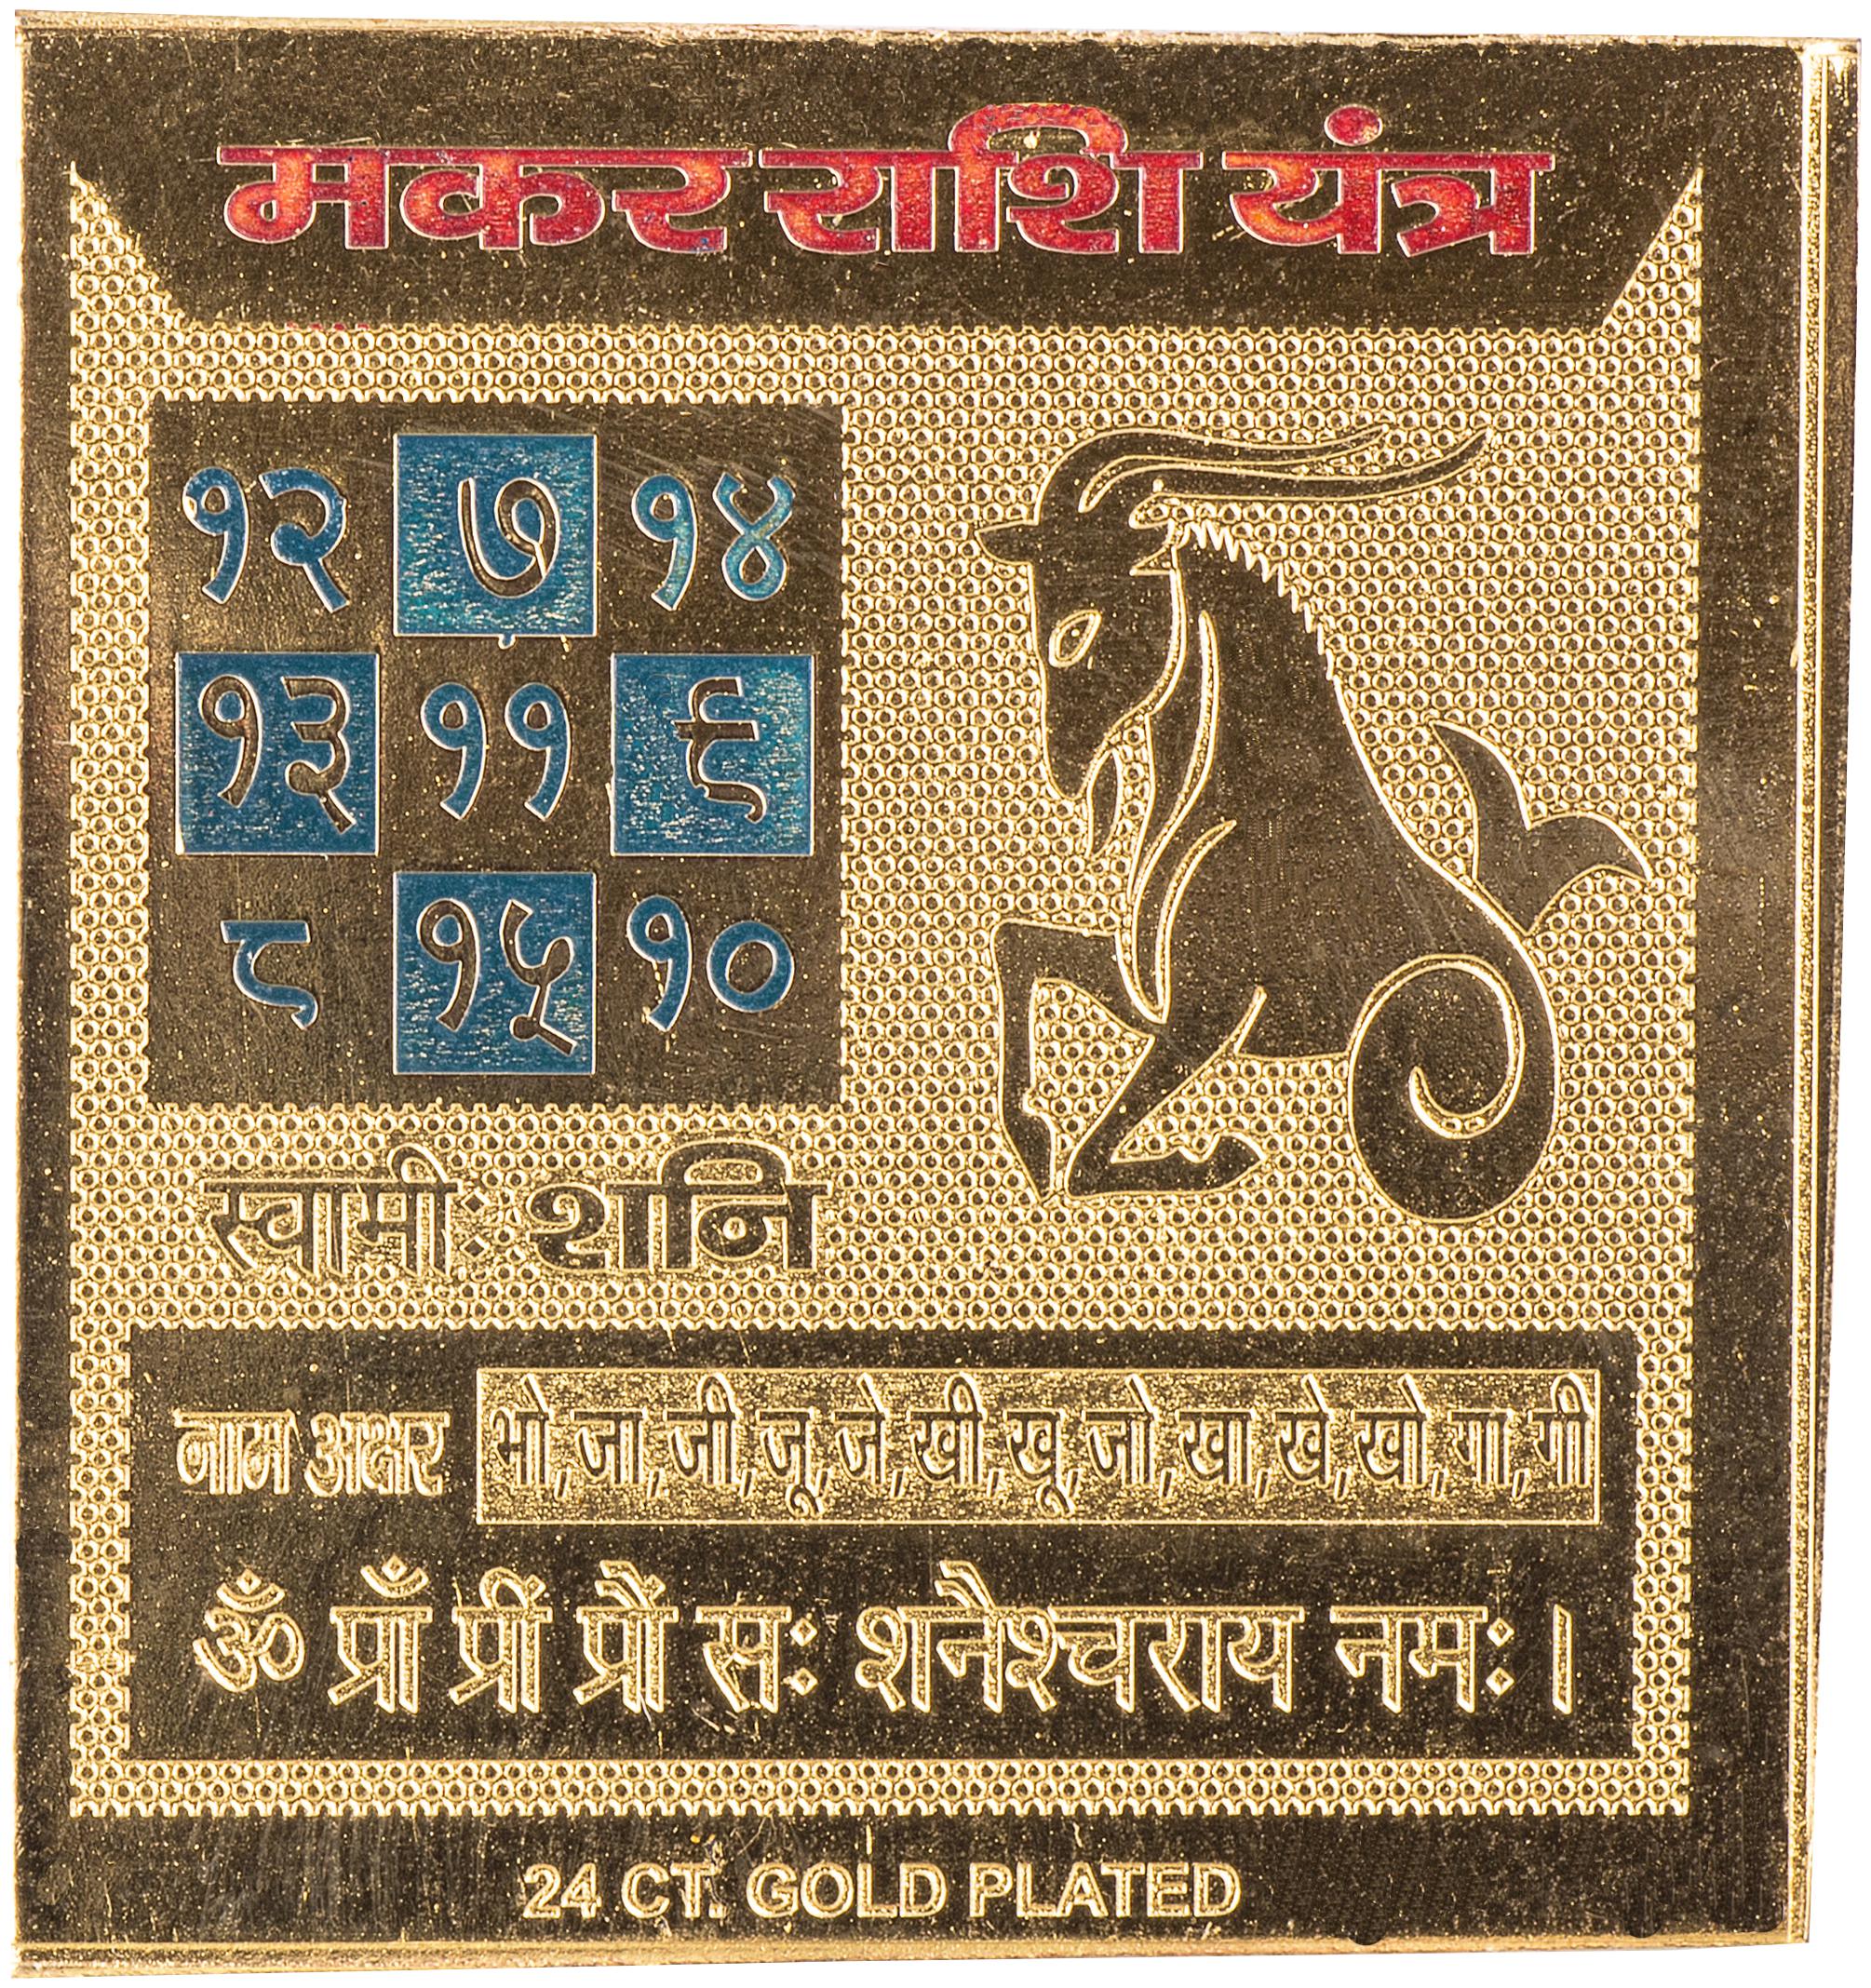 मकर राशि यंत्र
१२ ७ १४
१३ ११ ९
८ १५ १०
स्वामी: शनि
नाम अक्षर भो,जा,जी,जू,जे,खी,खू,जो,खा,खे,खो,गा,गी
ॐ प्राँ प्रीं प्रौं सः शनैश्चराय नमः।
24 CT. GOLD PLATED